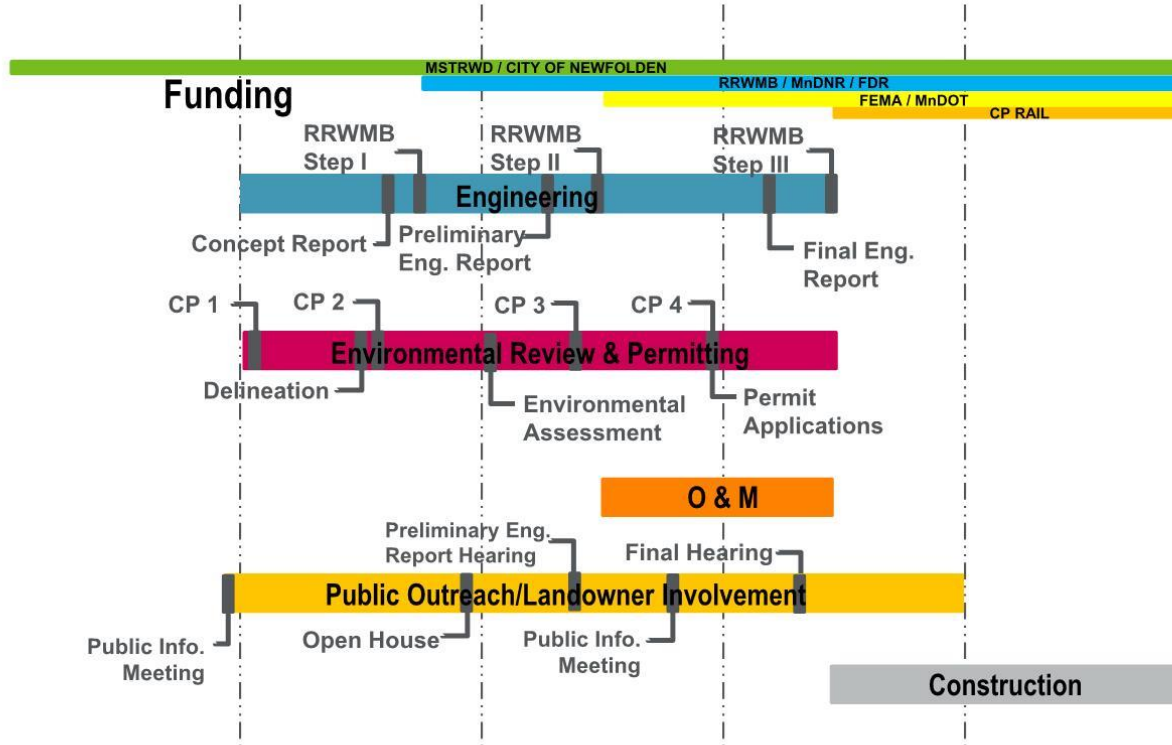 MSTRWD / CITY OF NEWFOLDEN
RRWMB / MnDNR / FDR
Funding
FEMA / MnDOT
CP RAIL
RRWMB
Step I
RRWMB
Step II
RRWMB
Step III
Engineering
Concept Report
Preliminary
Eng. Report
Final Eng.
Report
CP 1
CP 2
CP 3
CP 4
Environmental Review & Permitting
Delineation
Environmental
Assessment
Permit
Applications
O & M
Preliminary Eng.
Report Hearing
Final Hearing
Public Outreach/Landowner Involvement
Public Info.
Meeting
Open House
Public Info.
Meeting
Construction